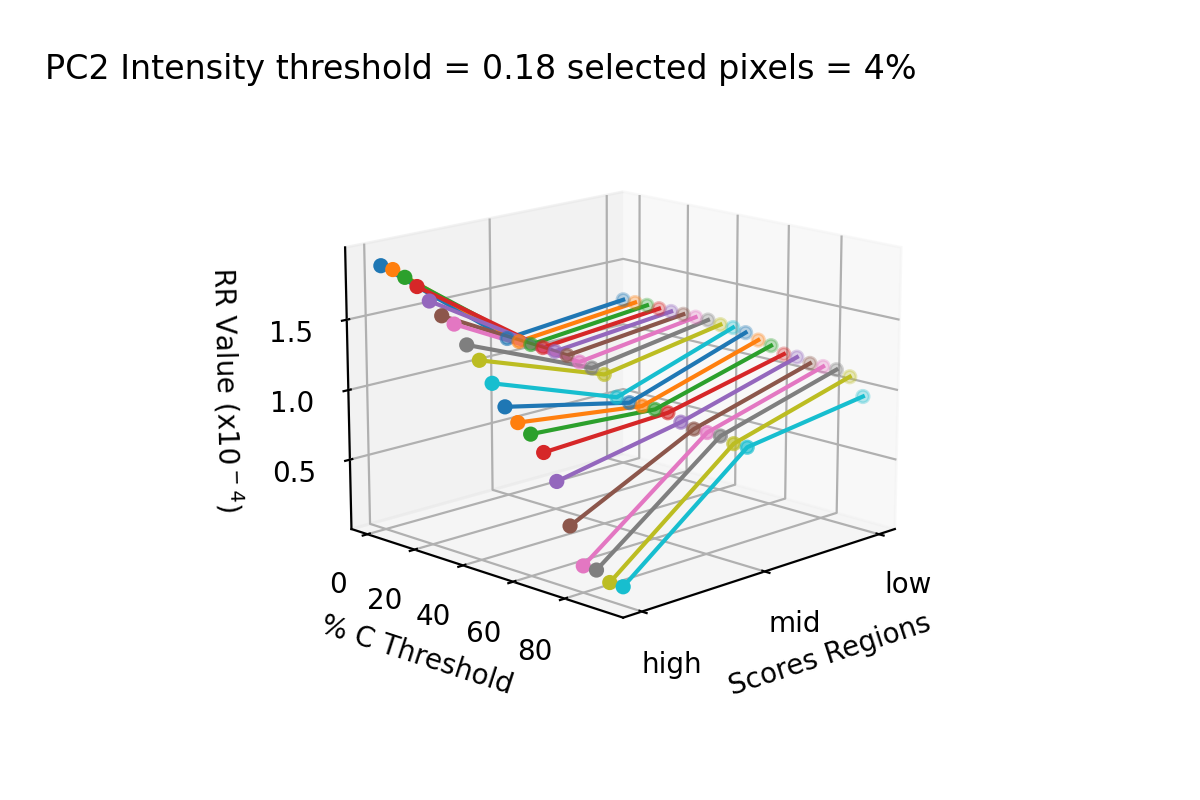 PC2 Intensity threshold = 0.18 selected pixels = 4%
RR Value (x10⁻⁴)
1.5
1.0
0.5
0
20
40
60
80
% C Threshold
low
mid
high
Scores Regions